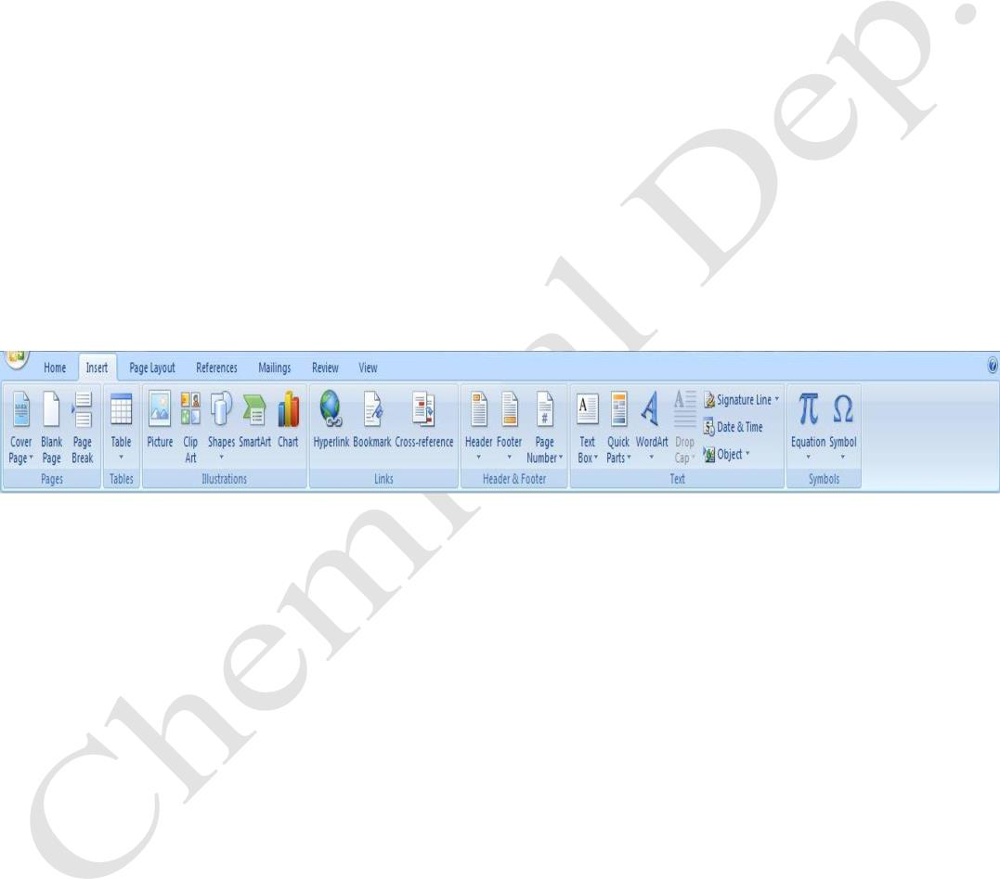 Home Insert Page Layout References Mailings Review View
Cover Page Blank Page Page Break Table Picture Clip Art Shapes SmartArt Chart Hyperlink Bookmark Cross-reference Header Footer Page Number Text Box Quick Parts WordArt Drop Cap
Signature Line
Date & Time
Object
Equation Symbol
Pages Tables Illustrations Links Header & Footer Text Symbols
Chemical Dep.